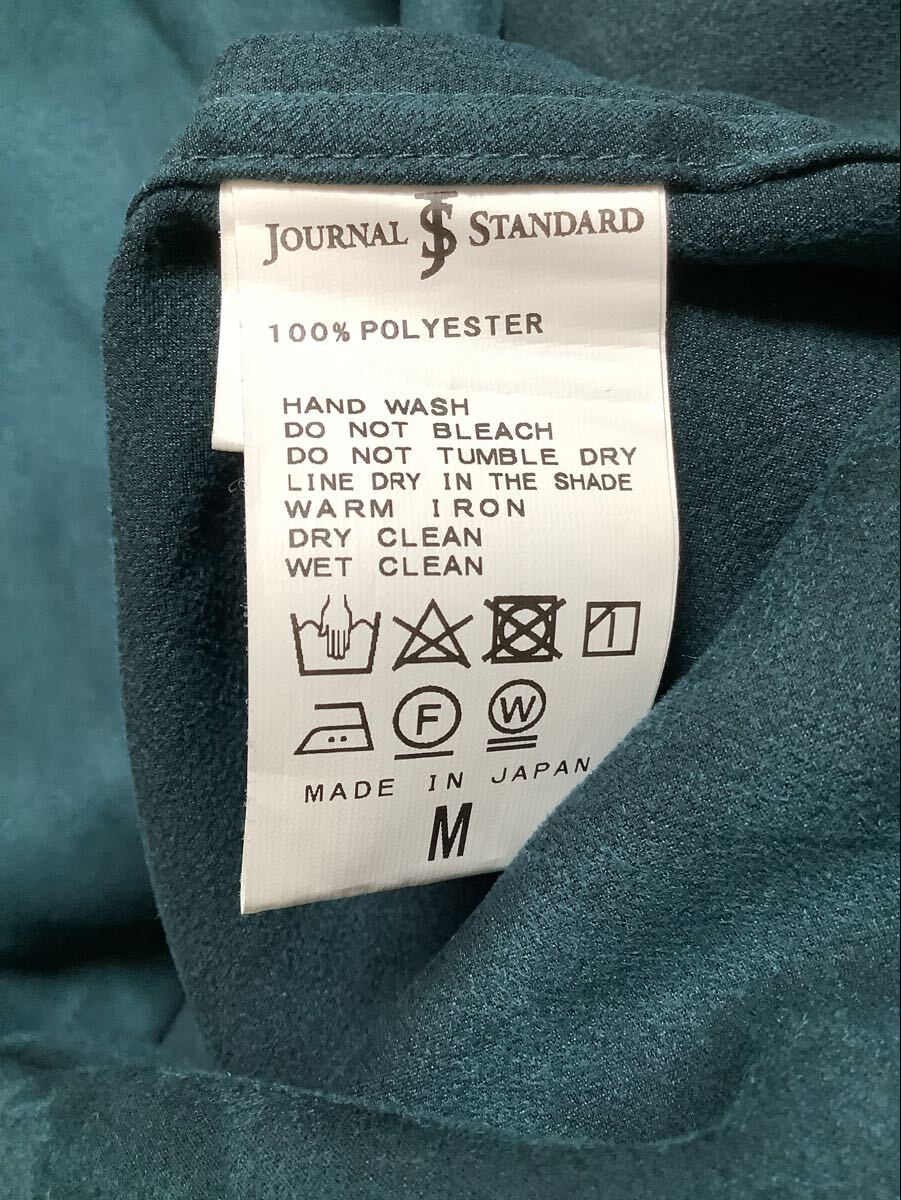 JOURNAL JS STANDARD
100% POLYESTER
HAND WASH
DO NOT BLEACH
DO NOT TUMBLE DRY
LINE DRY IN THE SHADE
WARM IRON
DRY CLEAN
WET CLEAN
F W
MADE IN JAPAN
M